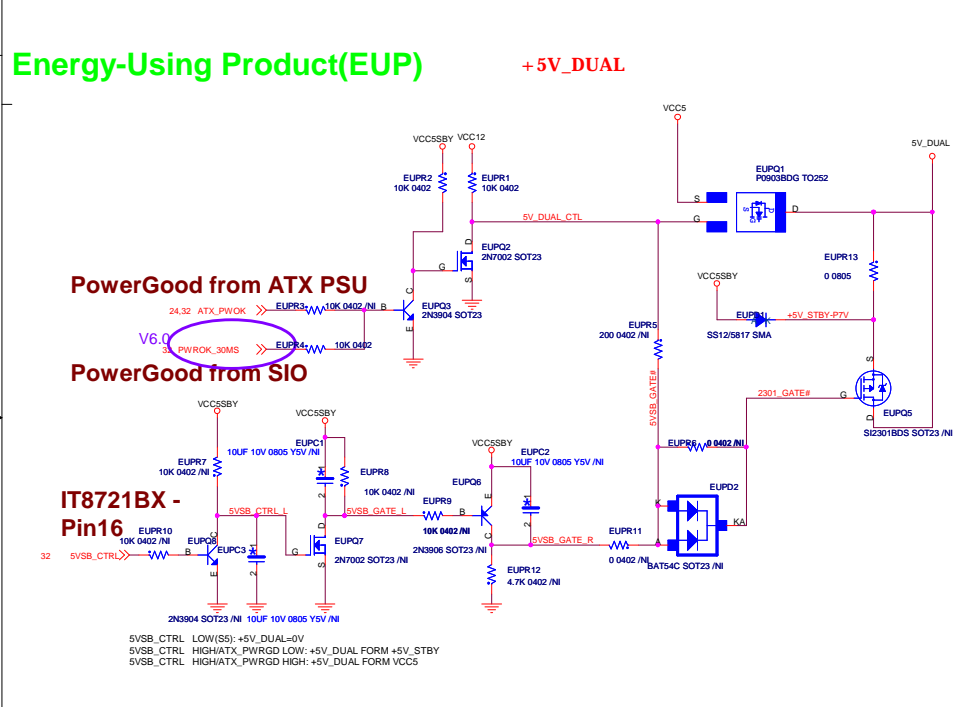 Energy-Using Product(EUP)
+5V_DUAL
VCC5
VCC5SBY VCC12
5V_DUAL
EUPQ1
P0903BDG TO252
EUPR2
10K 0402
EUPR1
10K 0402
S
D
5V_DUAL_CTL
G
D
EUPQ2
2N7002 SOT23
G
S
EUPR13
0 0805
PowerGood from ATX PSU
VCC5SBY
C
24,32 ATX_PWOK
EUPR3
10K 0402 /NI
B
EUPQ3
2N3904 SOT23
E
+5V_STBY-P7V
SS12/5817 SMA
EUPR5
200 0402 /NI
V6.0
PWROK_30MS
EUPR4
10K 0402
PowerGood from SIO
5VSB_GATE#
S
2301_GATE#
G
D
EUPQ5
SI2301BDS SOT23 /NI
VCC5SBY
VCC5SBY
EUPC1
10UF 10V 0805 Y5V /NI
VCC5SBY
EUPC2
10UF 10V 0805 Y5V /NI
EUPR6
0 0402 /NI
EUPR7
10K 0402 /NI
1
2
EUPR8
10K 0402 /NI
EUPQ6
EUPD2
IT8721BX -
Pin16
5VSB_CTRL_L
5VSB_GATE_L
EUPR9
10K 0402 /NI
B
E
C
1
2
K
A
KA
EUPR10
10K 0402 /NI
EUPQ8
C
EUPC3
1
2
D
EUPQ7
2N7002 SOT23 /NI
2N3906 SOT23 /NI
5VSB_GATE_R
EUPR11
0 0402 /NI
BAT54C SOT23 /NI
32 5VSB_CTRL
B
E
G
S
EUPR12
4.7K 0402 /NI
2N3904 SOT23 /NI
10UF 10V 0805 Y5V /NI
5VSB_CTRL LOW(S5): +5V_DUAL=0V
5VSB_CTRL HIGH/ATX_PWRGD LOW: +5V_DUAL FORM +5V_STBY
5VSB_CTRL HIGH/ATX_PWRGD HIGH: +5V_DUAL FORM VCC5